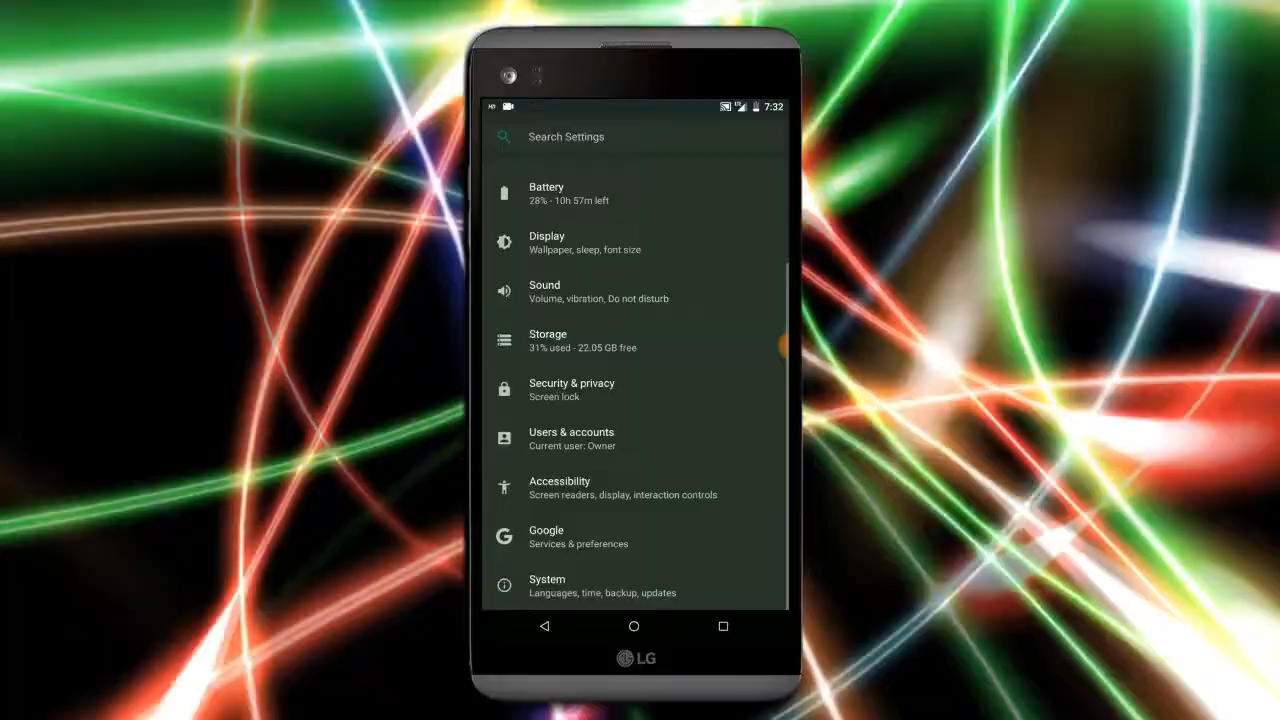 7:32
Search Settings
Battery
28% - 10h 57m left
Display
Wallpaper, sleep, font size
Sound
Volume, vibration, Do not disturb
Storage
31% used - 22.05 GB free
Security & privacy
Screen lock
Users & accounts
Current user: Owner
Accessibility
Screen readers, display, interaction controls
Google
Services & preferences
System
Languages, time, backup, updates
LG